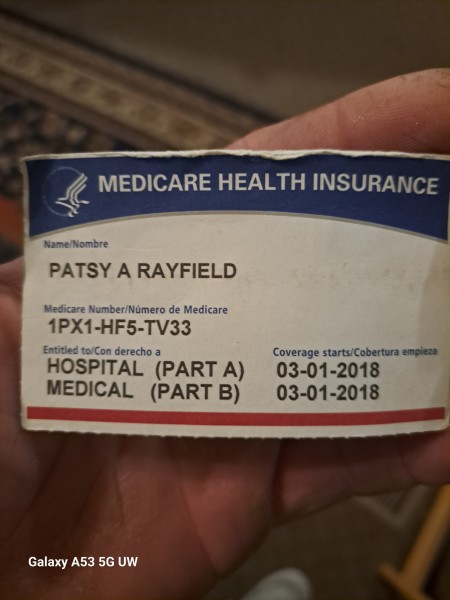 MEDICARE HEALTH INSURANCE
Name/Nombre
PATSY A RAYFIELD
Medicare Number/Número de Medicare
1PX1-HF5-TV33
Entitled to/Con derecho a Coverage starts/Cobertura empieza
HOSPITAL (PART A) 03-01-2018
MEDICAL (PART B) 03-01-2018
Galaxy A53 5G UW